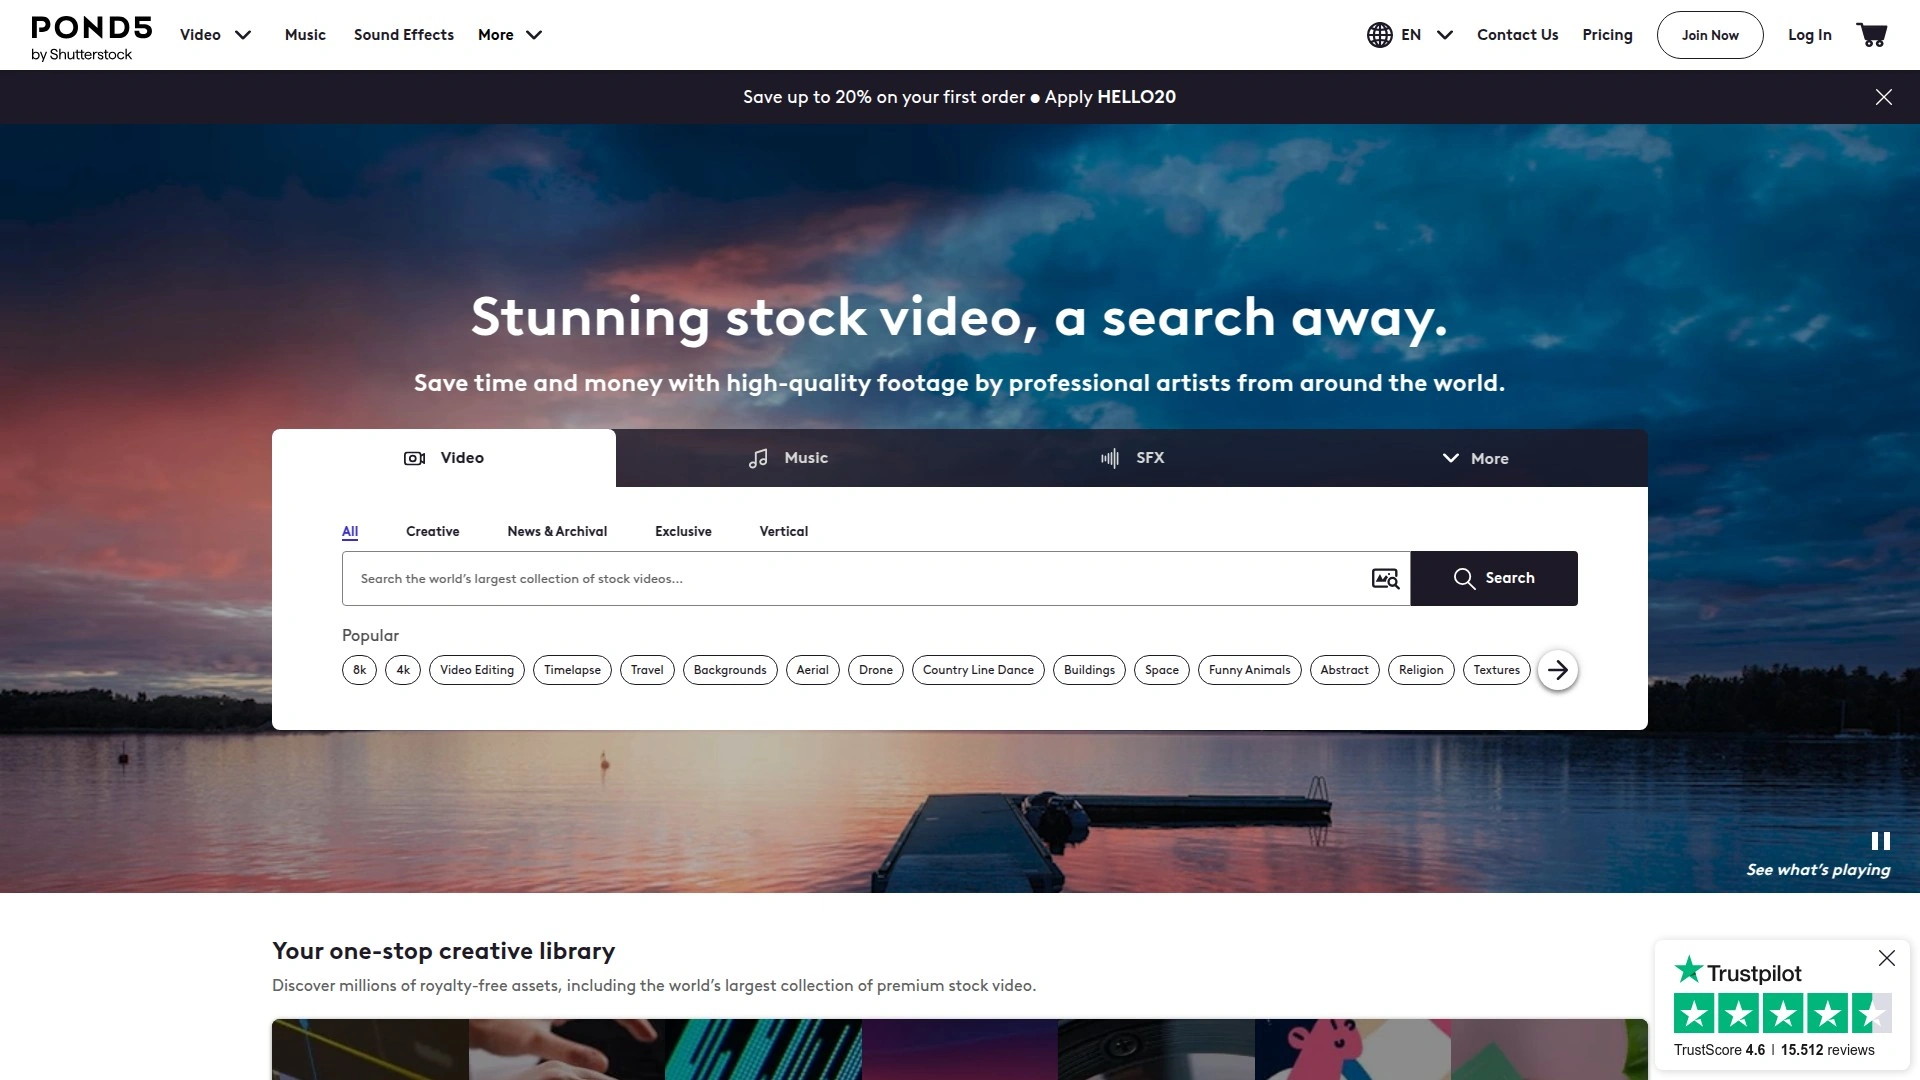 POND5
by Shutterstock
Video
Music
Sound Effects
More
EN
Contact Us
Pricing
Join Now
Log In
Save up to 20% on your first order ● Apply HELLO20
Stunning stock video, a search away.
Save time and money with high-quality footage by professional artists from around the world.
Video
Music
SFX
More
All
Creative
News & Archival
Exclusive
Vertical
Search the world’s largest collection of stock videos...
Search
Popular
8k
4k
Video Editing
Timelapse
Travel
Backgrounds
Aerial
Drone
Country Line Dance
Buildings
Space
Funny Animals
Abstract
Religion
Textures
See what’s playing
Your one-stop creative library
Discover millions of royalty-free assets, including the world’s largest collection of premium stock video.
Trustpilot
TrustScore 4.6 | 15.512 reviews